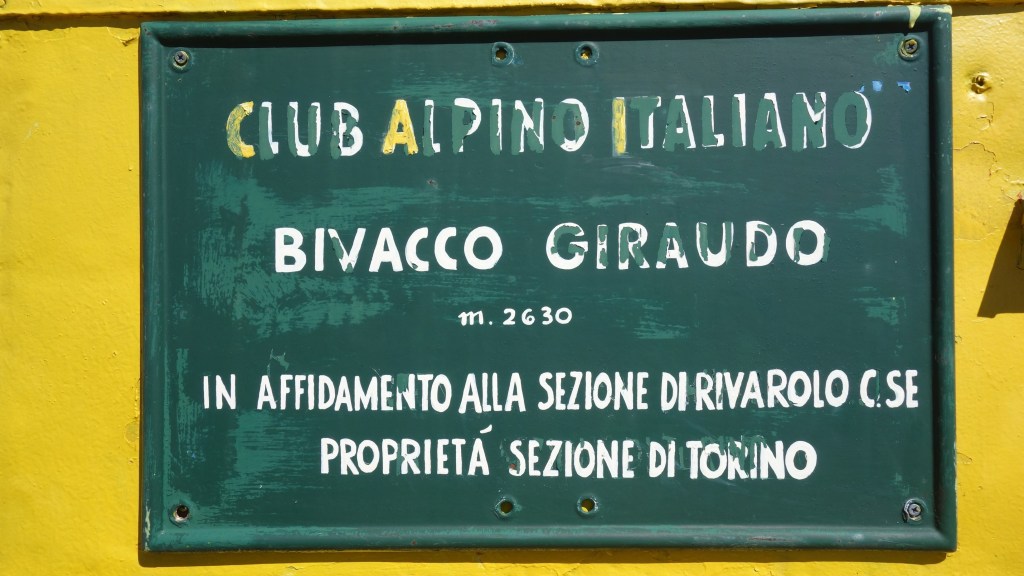 CLUB ALPINO ITALIANO
BIVACCO GIRAUDO
m. 2630
IN AFFIDAMENTO ALLA SEZIONE DI RIVAROLO C.SE
PROPRIETÁ SEZIONE DI TORINO